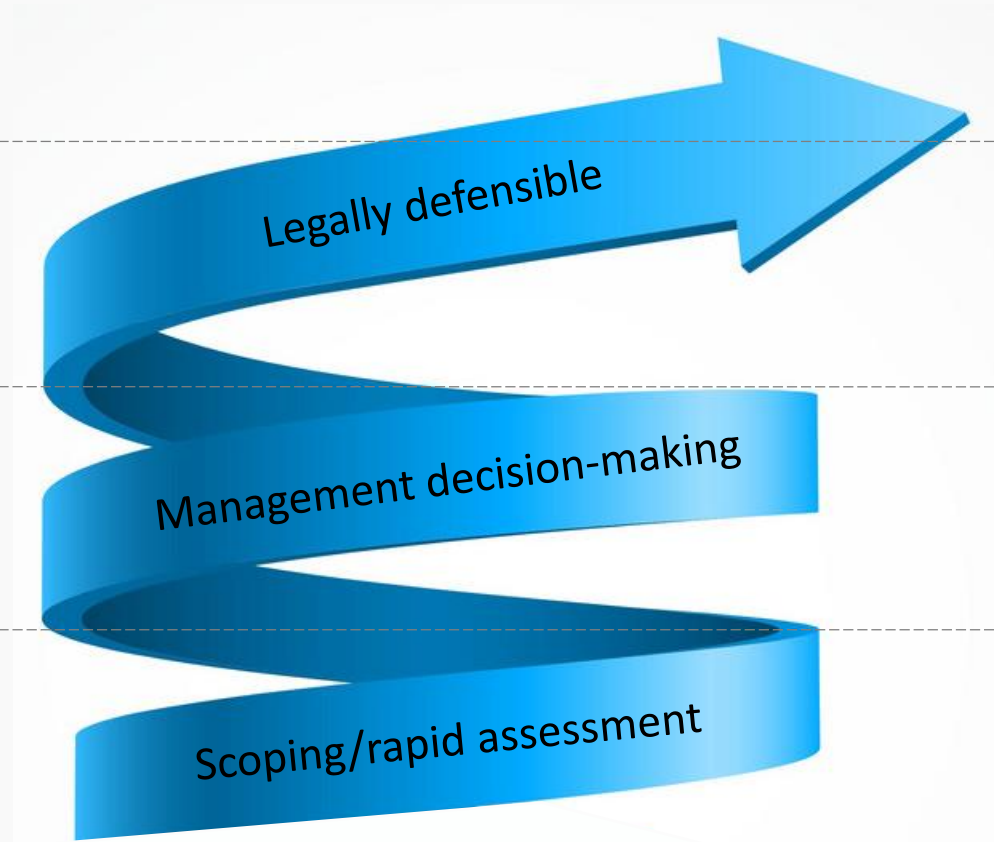 Legally defensible
Management decision-making
Scoping/rapid assessment